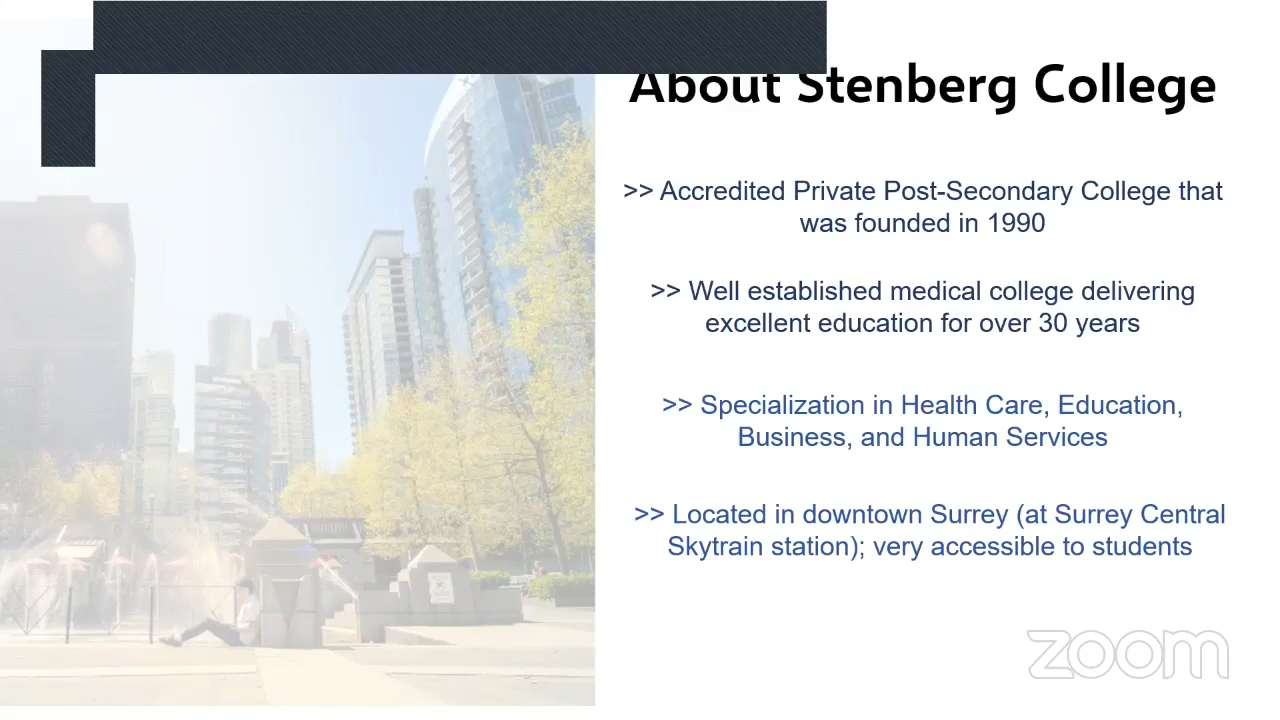 About Stenberg College
>> Accredited Private Post-Secondary College that
was founded in 1990
>> Well established medical college delivering
excellent education for over 30 years
>> Specialization in Health Care, Education,
Business, and Human Services
>> Located in downtown Surrey (at Surrey Central
Skytrain station); very accessible to students
zoom